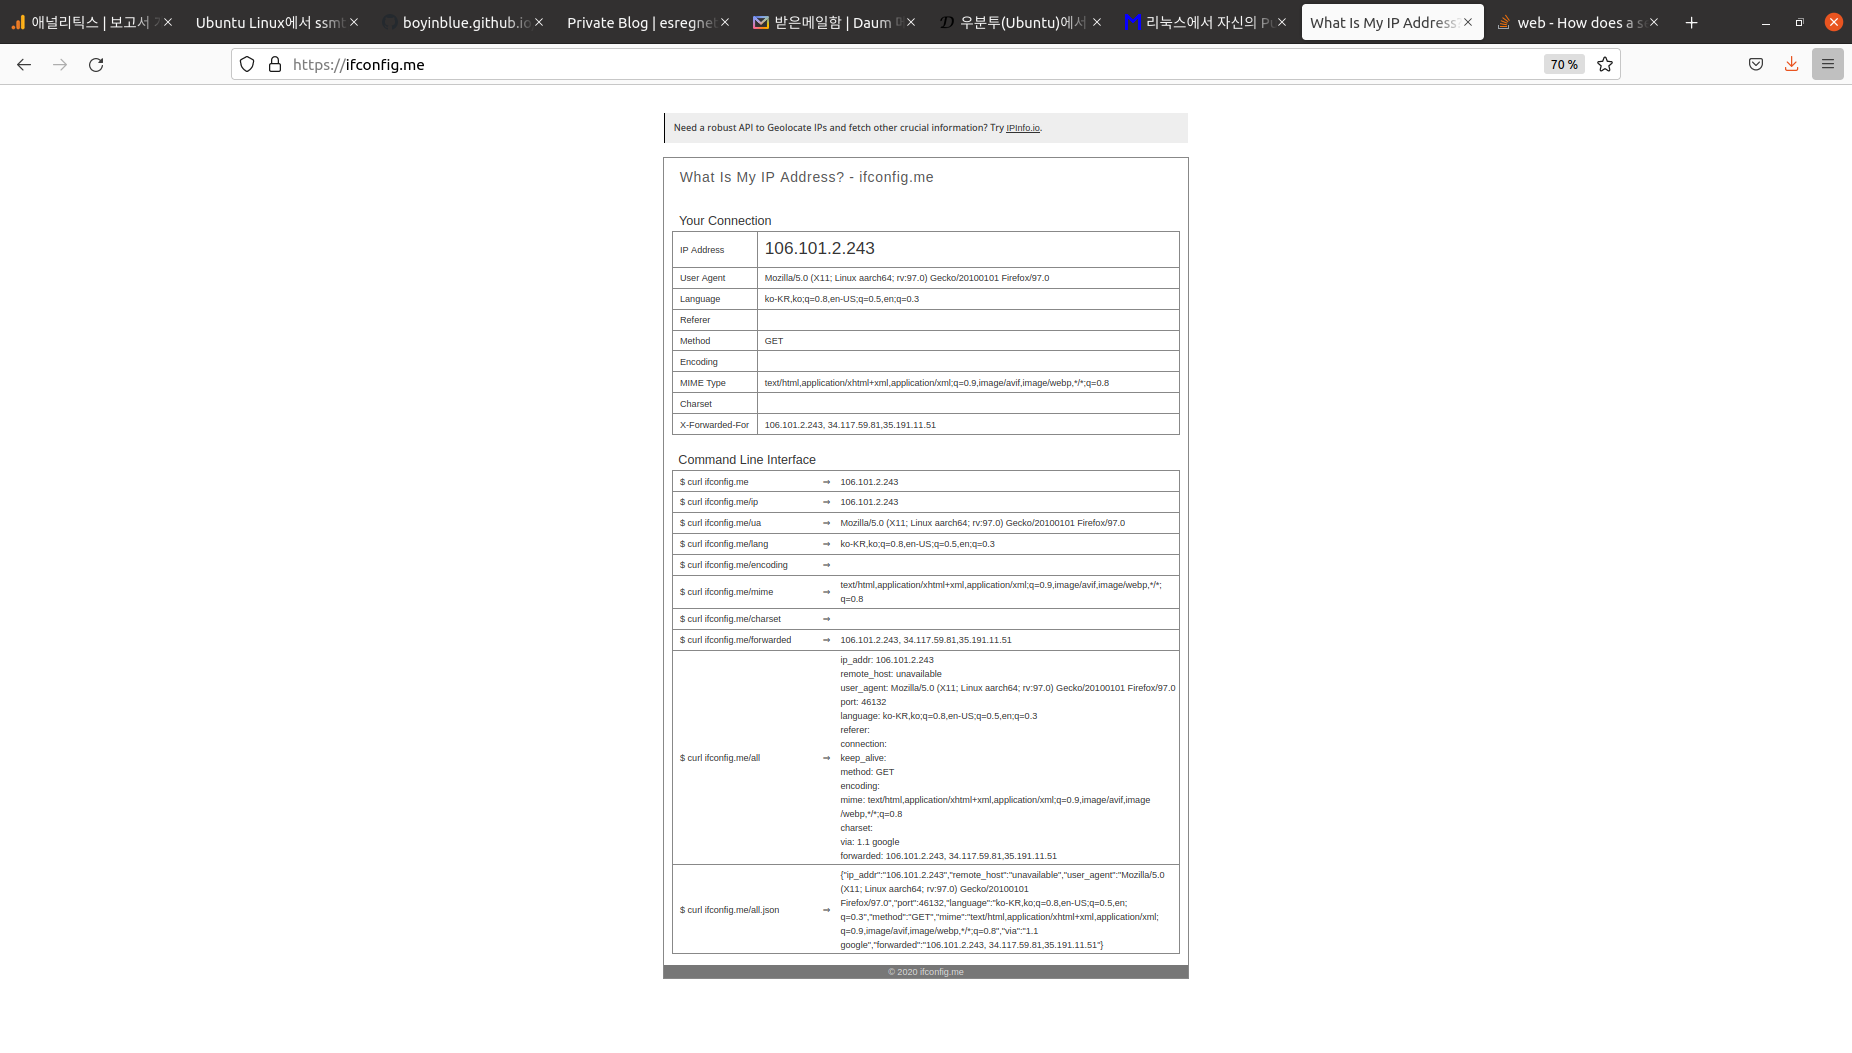 애널리틱스 | 보고서
Ubuntu Linux에서 ssmt
boyinblue.github.io
Private Blog | esregnet
받은메일함 | Daum
우분투(Ubuntu)에서
리눅스에서 자신의 Pu
What Is My IP Address?
web - How does a se
https://ifconfig.me
70 %
Need a robust API to Geolocate IPs and fetch other crucial information? Try IPInfo.io.
What Is My IP Address? - ifconfig.me
Your Connection
IP Address 106.101.2.243
User Agent Mozilla/5.0 (X11; Linux aarch64; rv:97.0) Gecko/20100101 Firefox/97.0
Language ko-KR,ko;q=0.8,en-US;q=0.5,en;q=0.3
Referer
Method GET
Encoding
MIME Type text/html,application/xhtml+xml,application/xml;q=0.9,image/avif,image/webp,*/*;q=0.8
Charset
X-Forwarded-For 106.101.2.243, 34.117.59.81,35.191.11.51
Command Line Interface
$ curl ifconfig.me ⇒ 106.101.2.243
$ curl ifconfig.me/ip ⇒ 106.101.2.243
$ curl ifconfig.me/ua ⇒ Mozilla/5.0 (X11; Linux aarch64; rv:97.0) Gecko/20100101 Firefox/97.0
$ curl ifconfig.me/lang ⇒ ko-KR,ko;q=0.8,en-US;q=0.5,en;q=0.3
$ curl ifconfig.me/encoding ⇒
$ curl ifconfig.me/mime ⇒ text/html,application/xhtml+xml,application/xml;q=0.9,image/avif,image/webp,*/*;
q=0.8
$ curl ifconfig.me/charset ⇒
$ curl ifconfig.me/forwarded ⇒ 106.101.2.243, 34.117.59.81,35.191.11.51
$ curl ifconfig.me/all ⇒
ip_addr: 106.101.2.243
remote_host: unavailable
user_agent: Mozilla/5.0 (X11; Linux aarch64; rv:97.0) Gecko/20100101 Firefox/97.0
port: 46132
language: ko-KR,ko;q=0.8,en-US;q=0.5,en;q=0.3
referer:
connection:
keep_alive:
method: GET
encoding:
mime: text/html,application/xhtml+xml,application/xml;q=0.9,image/avif,image
/webp,*/*;q=0.8
charset:
via: 1.1 google
forwarded: 106.101.2.243, 34.117.59.81,35.191.11.51
$ curl ifconfig.me/all.json ⇒
{"ip_addr":"106.101.2.243","remote_host":"unavailable","user_agent":"Mozilla/5.0
(X11; Linux aarch64; rv:97.0) Gecko/20100101
Firefox/97.0","port":46132,"language":"ko-KR,ko;q=0.8,en-US;q=0.5,en;
q=0.3","method":"GET","mime":"text/html,application/xhtml+xml,application/xml;
q=0.9,image/avif,image/webp,*/*;q=0.8","via":"1.1
google","forwarded":"106.101.2.243, 34.117.59.81,35.191.11.51"}
© 2020 ifconfig.me